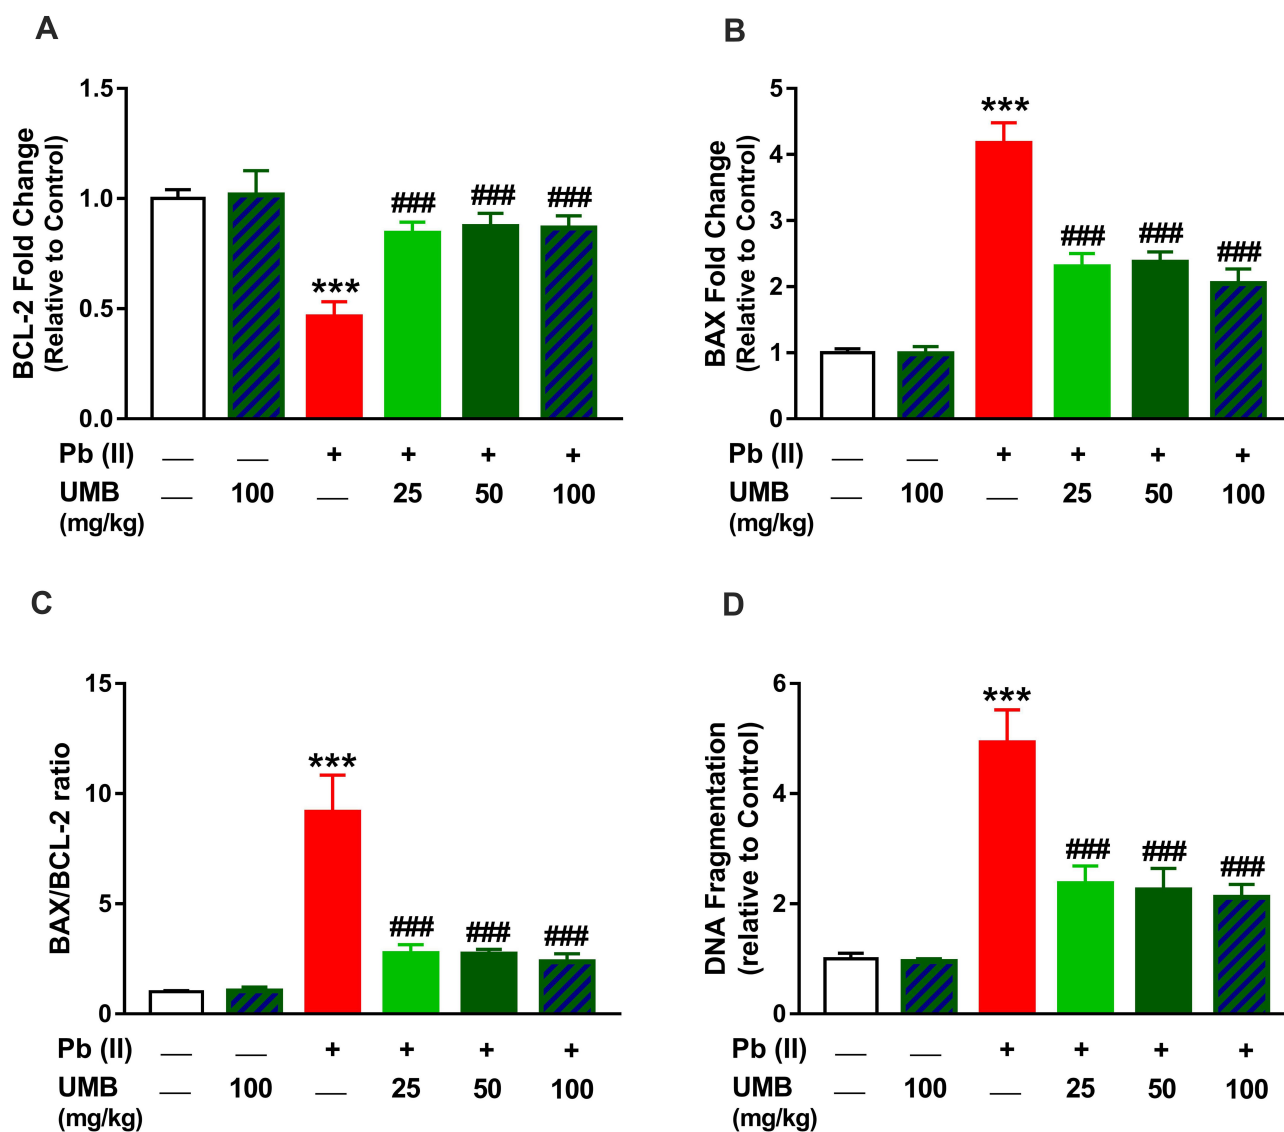 A
BCL-2 Fold Change
(Relative to Control)
1.5
1.0
0.5
0.0
***
###
###
###
Pb (II) — — + + + +
UMB — 100 — 25 50 100
(mg/kg)
B
BAX Fold Change
(Relative to Control)
5
4
3
2
1
0
***
###
###
###
Pb (II) — — + + + +
UMB — 100 — 25 50 100
(mg/kg)
C
BAX/BCL-2 ratio
15
10
5
0
***
###
###
###
Pb (II) — — + + + +
UMB — 100 — 25 50 100
(mg/kg)
D
DNA Fragmentation
(relative to Control)
6
4
2
0
***
###
###
###
Pb (II) — — + + + +
UMB — 100 — 25 50 100
(mg/kg)